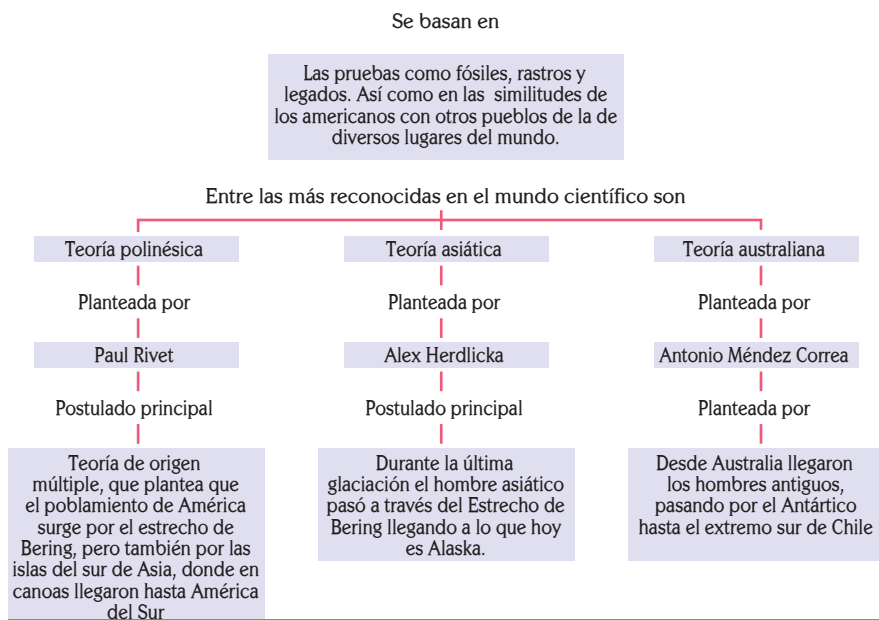 Se basan en
Las pruebas como fósiles, rastros y
legados. Así como en las similitudes de
los americanos con otros pueblos de la de
diversos lugares del mundo.
Entre las más reconocidas en el mundo científico son
Teoría polinésica
Planteada por
Paul Rivet
Postulado principal
Teoría de origen
múltiple, que plantea que
el poblamiento de América
surge por el estrecho de
Bering, pero también por las
islas del sur de Asia, donde en
canoas llegaron hasta América
del Sur
Teoría asiática
Planteada por
Alex Herdlicka
Postulado principal
Durante la última
glaciación el hombre asiático
pasó a través del Estrecho de
Bering llegando a lo que hoy
es Alaska.
Teoría australiana
Planteada por
Antonio Méndez Correa
Planteada por
Desde Australia llegaron
los hombres antiguos,
pasando por el Antártico
hasta el extremo sur de Chile